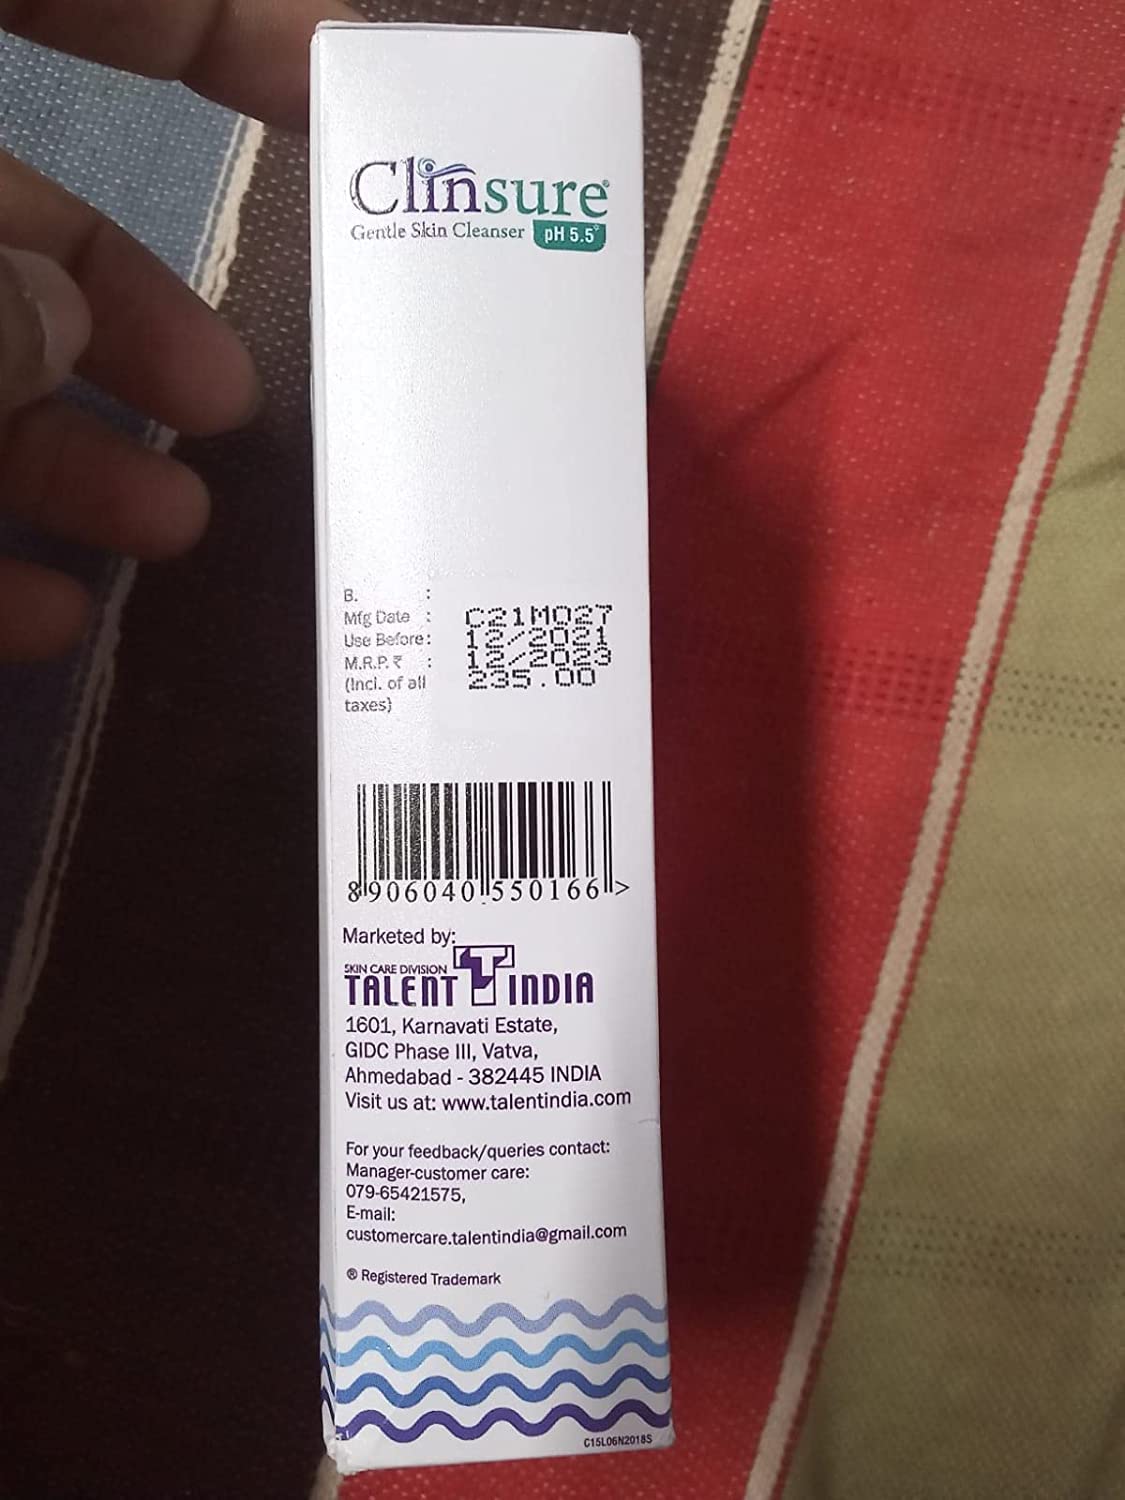 Clinsure®
Gentle Skin Cleanser pH 5.5®
B. : C21M027
Mfg Date : 12/2021
Use Before : 12/2023
M.R.P. ₹ : 235.00
(Incl. of all
taxes)
8906040550166>
Marketed by:
SKIN CARE DIVISION
TALENT INDIA
1601, Karnavati Estate,
GIDC Phase III, Vatva,
Ahmedabad - 382445 INDIA
Visit us at: www.talentindia.com
For your feedback/queries contact:
Manager-customer care:
079-65421575,
E-mail:
customercare.talentindia@gmail.com
® Registered Trademark
C15L06N2018S